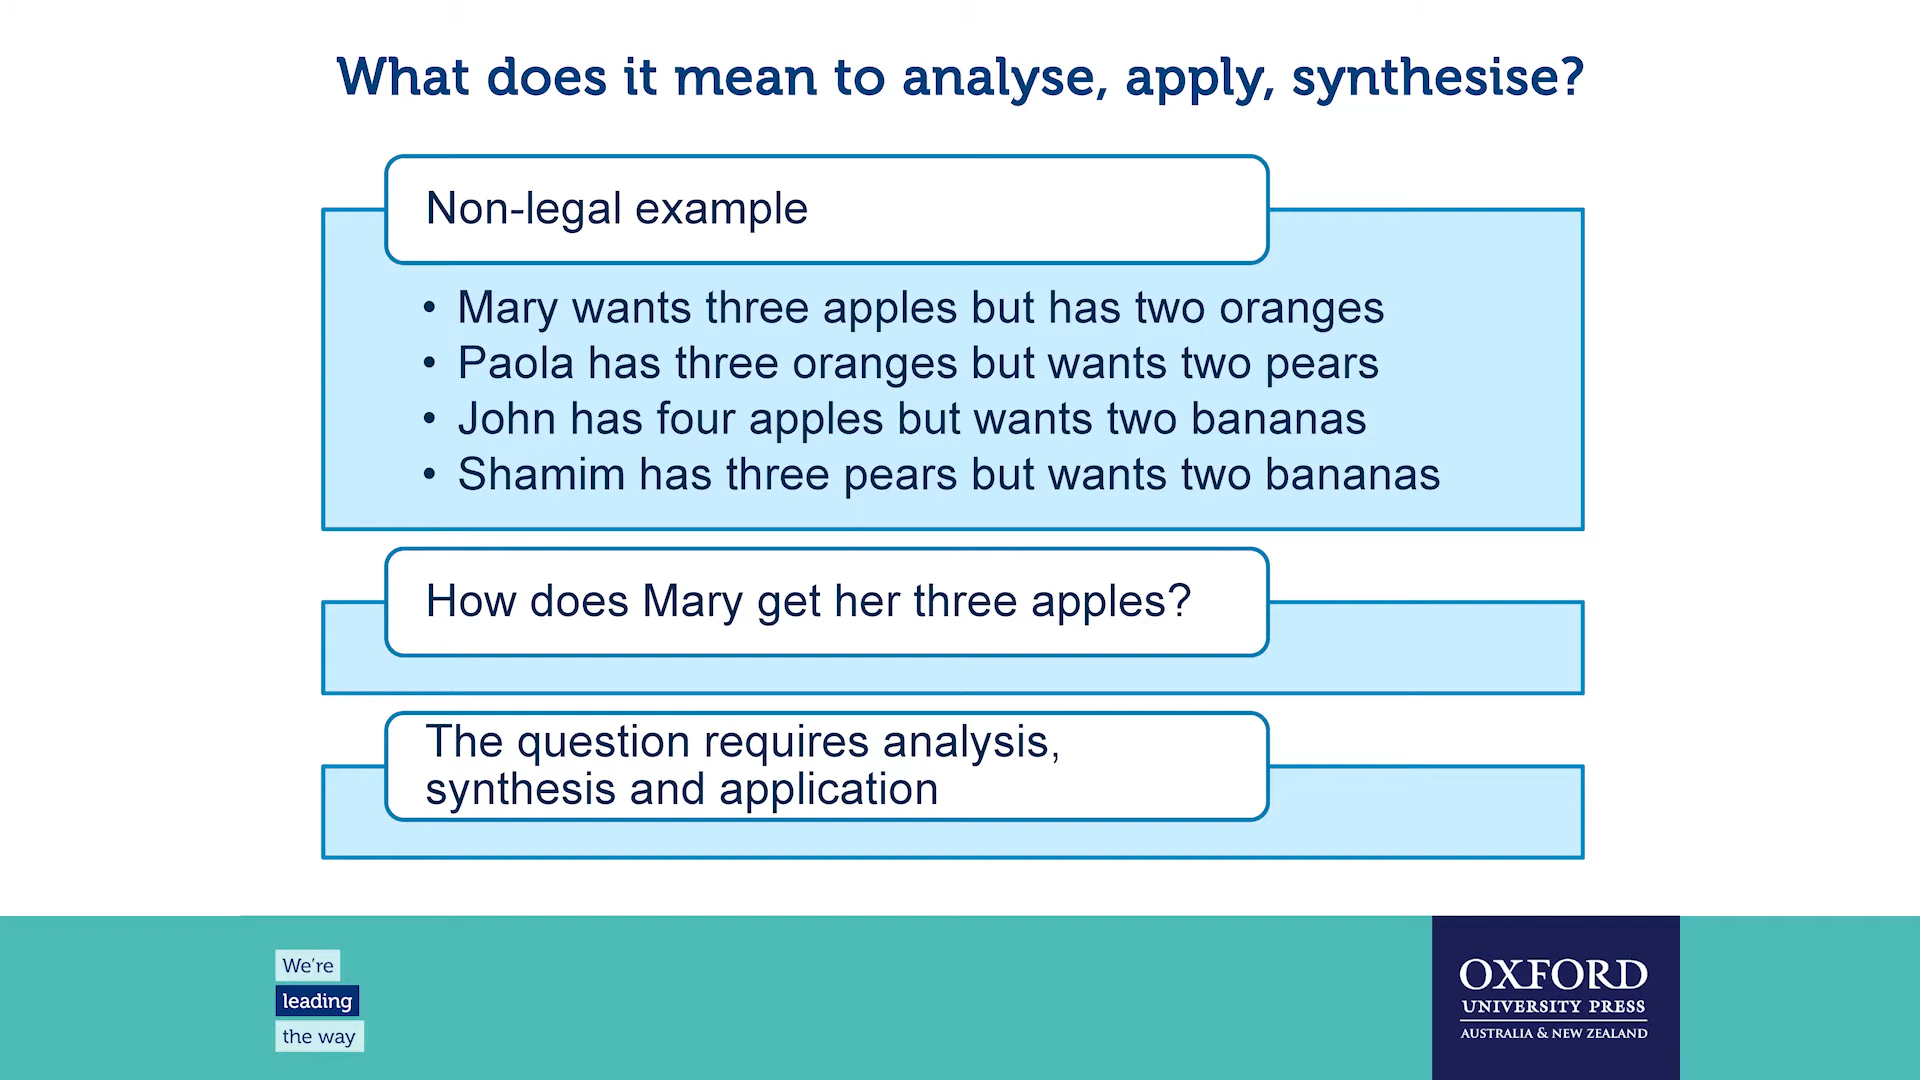 What does it mean to analyse, apply, synthesise?
Non-legal example
• Mary wants three apples but has two oranges
• Paola has three oranges but wants two pears
• John has four apples but wants two bananas
• Shamim has three pears but wants two bananas
How does Mary get her three apples?
The question requires analysis,
synthesis and application
We're
leading
the way
OXFORD
UNIVERSITY PRESS
AUSTRALIA & NEW ZEALAND